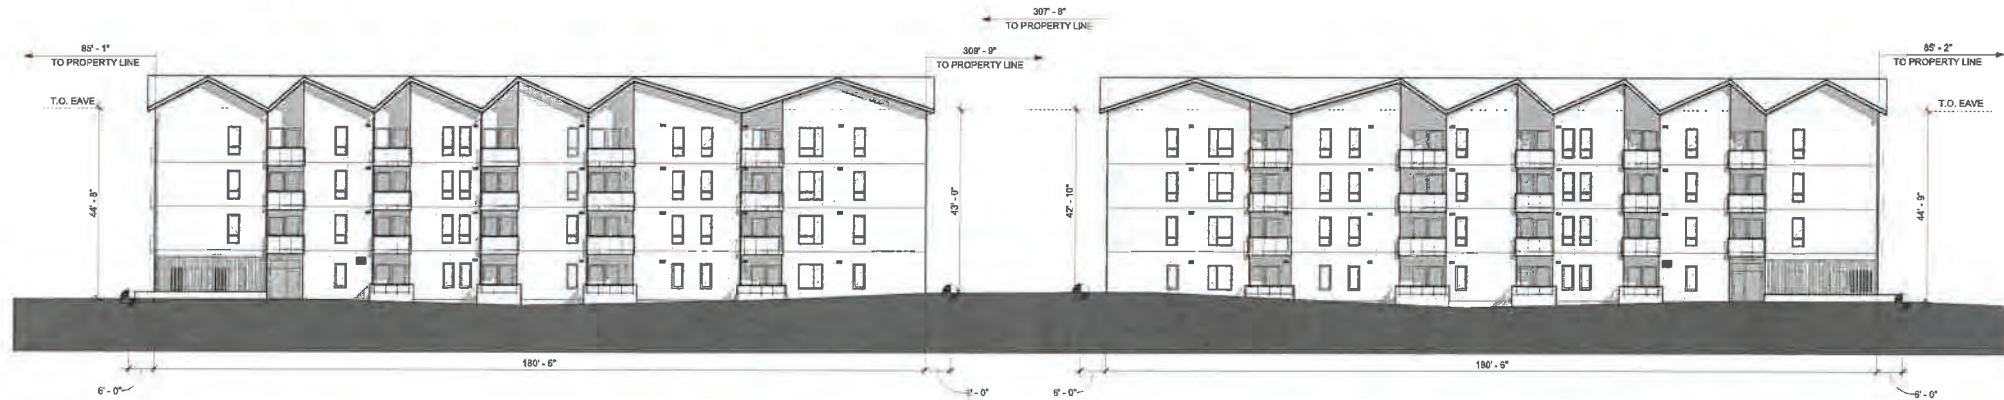 307' - 8"
TO PROPERTY LINE
85' - 1"
TO PROPERTY LINE
309' - 9"
TO PROPERTY LINE
85' - 2"
TO PROPERTY LINE
T.O. EAVE
T.O. EAVE
44' - 8"
43' - 0"
42' - 10"
44' - 9"
180' - 6"
180' - 6"
6' - 0"
' - 0"
6' - 0"
6' - 0"